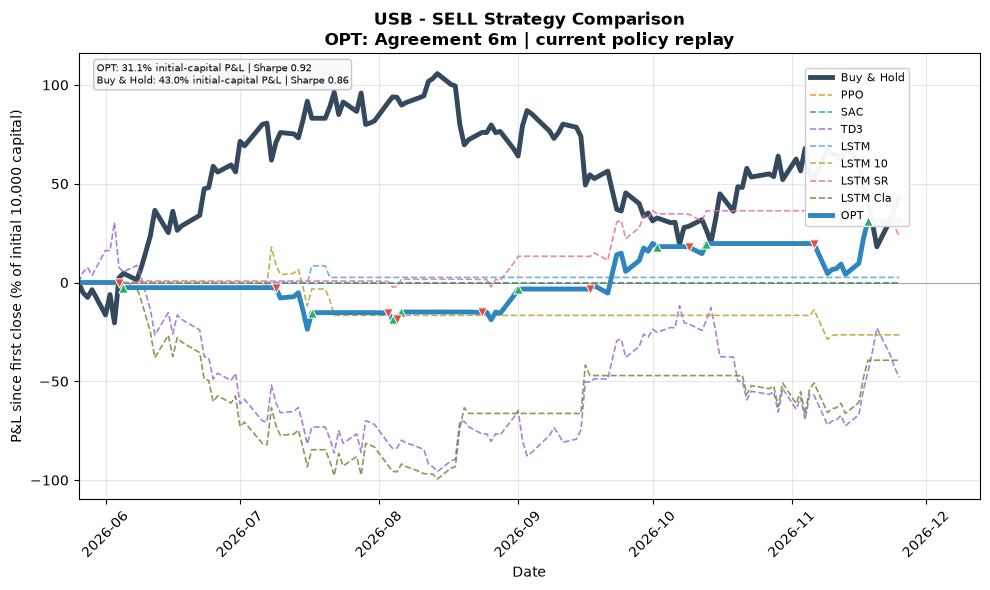 USB - SELL Strategy Comparison
OPT: Agreement 6m | current policy replay
OPT: 31.1% initial-capital P&L | Sharpe 0.92
Buy & Hold: 43.0% initial-capital P&L | Sharpe 0.86
Buy & Hold
PPO
SAC
TD3
LSTM
LSTM 10
LSTM SR
LSTM Cla
OPT
P&L since first close (% of initial 10,000 capital)
100
50
0
−50
−100
2026-06
2026-07
2026-08
2026-09
2026-10
2026-11
2026-12
Date